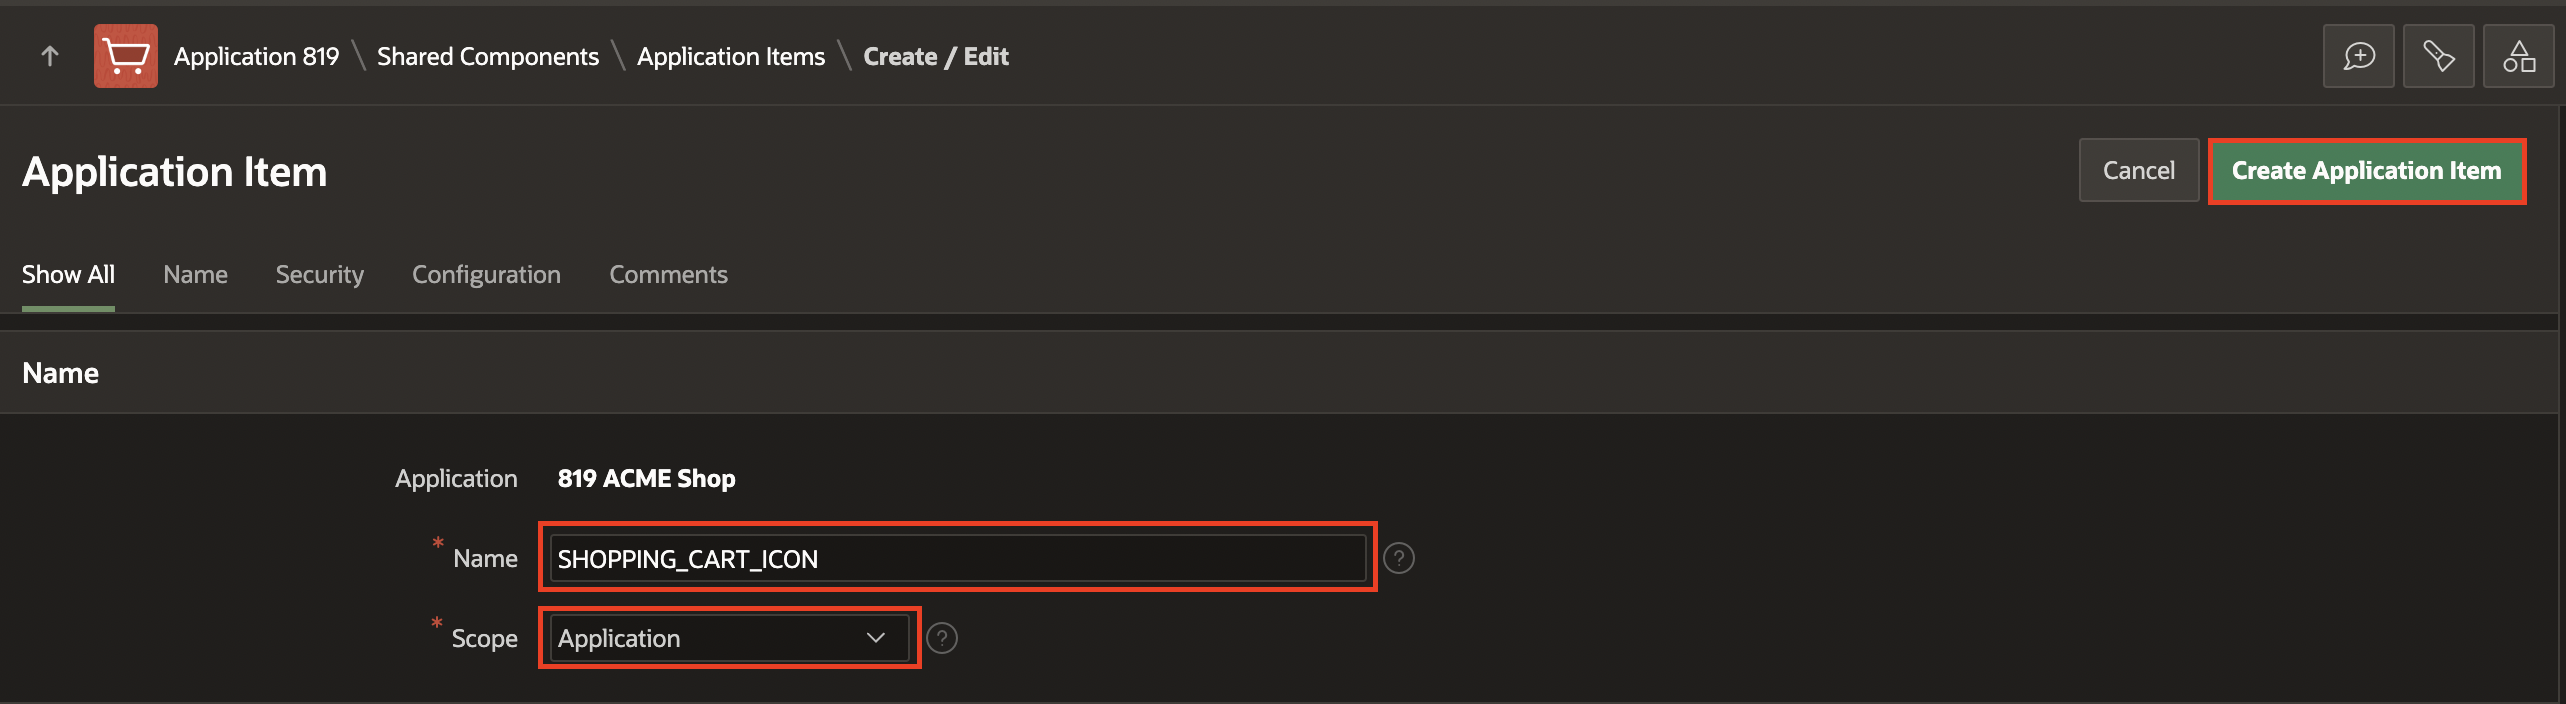 Application 819 \ Shared Components \ Application Items \ Create / Edit
Application Item
Cancel
Create Application Item
Show All Name Security Configuration Comments
Name
Application 819 ACME Shop
* Name SHOPPING_CART_ICON ?
* Scope Application ?